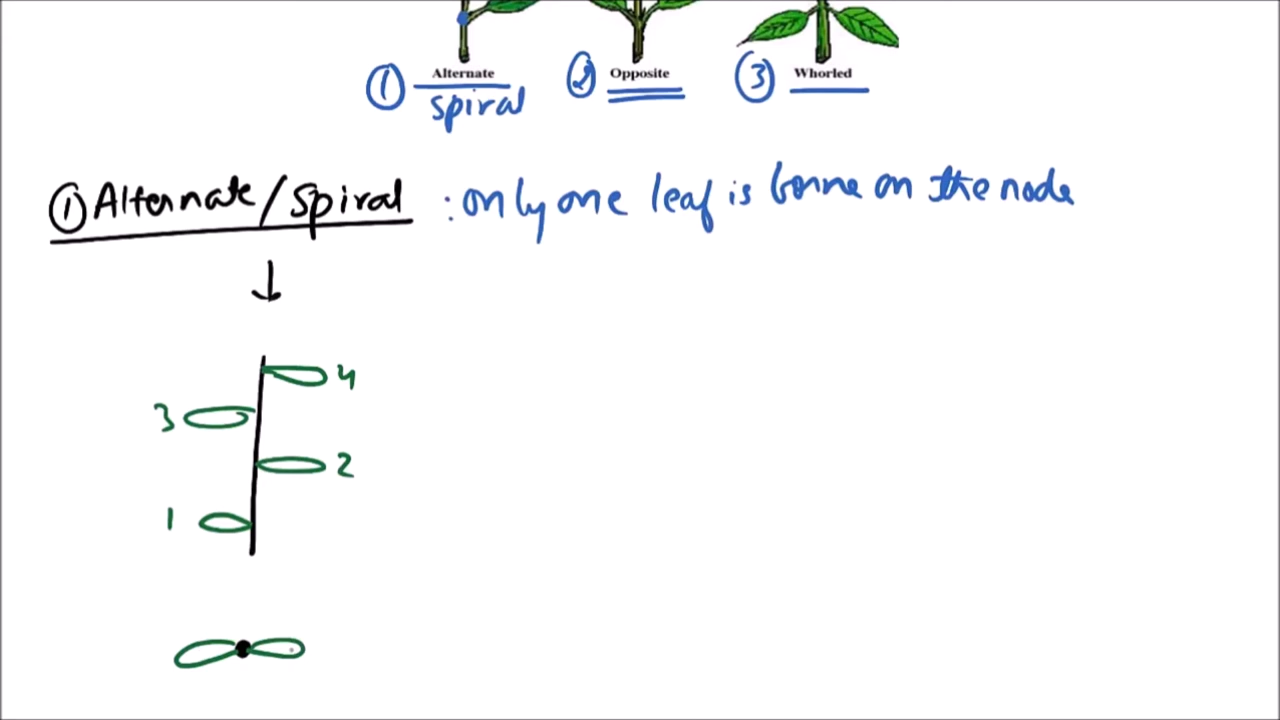 ① Alternate ② Opposite ③ Whorled
spiral
① Alternate / Spiral : only one leaf is borne on the node
4
3
2
1